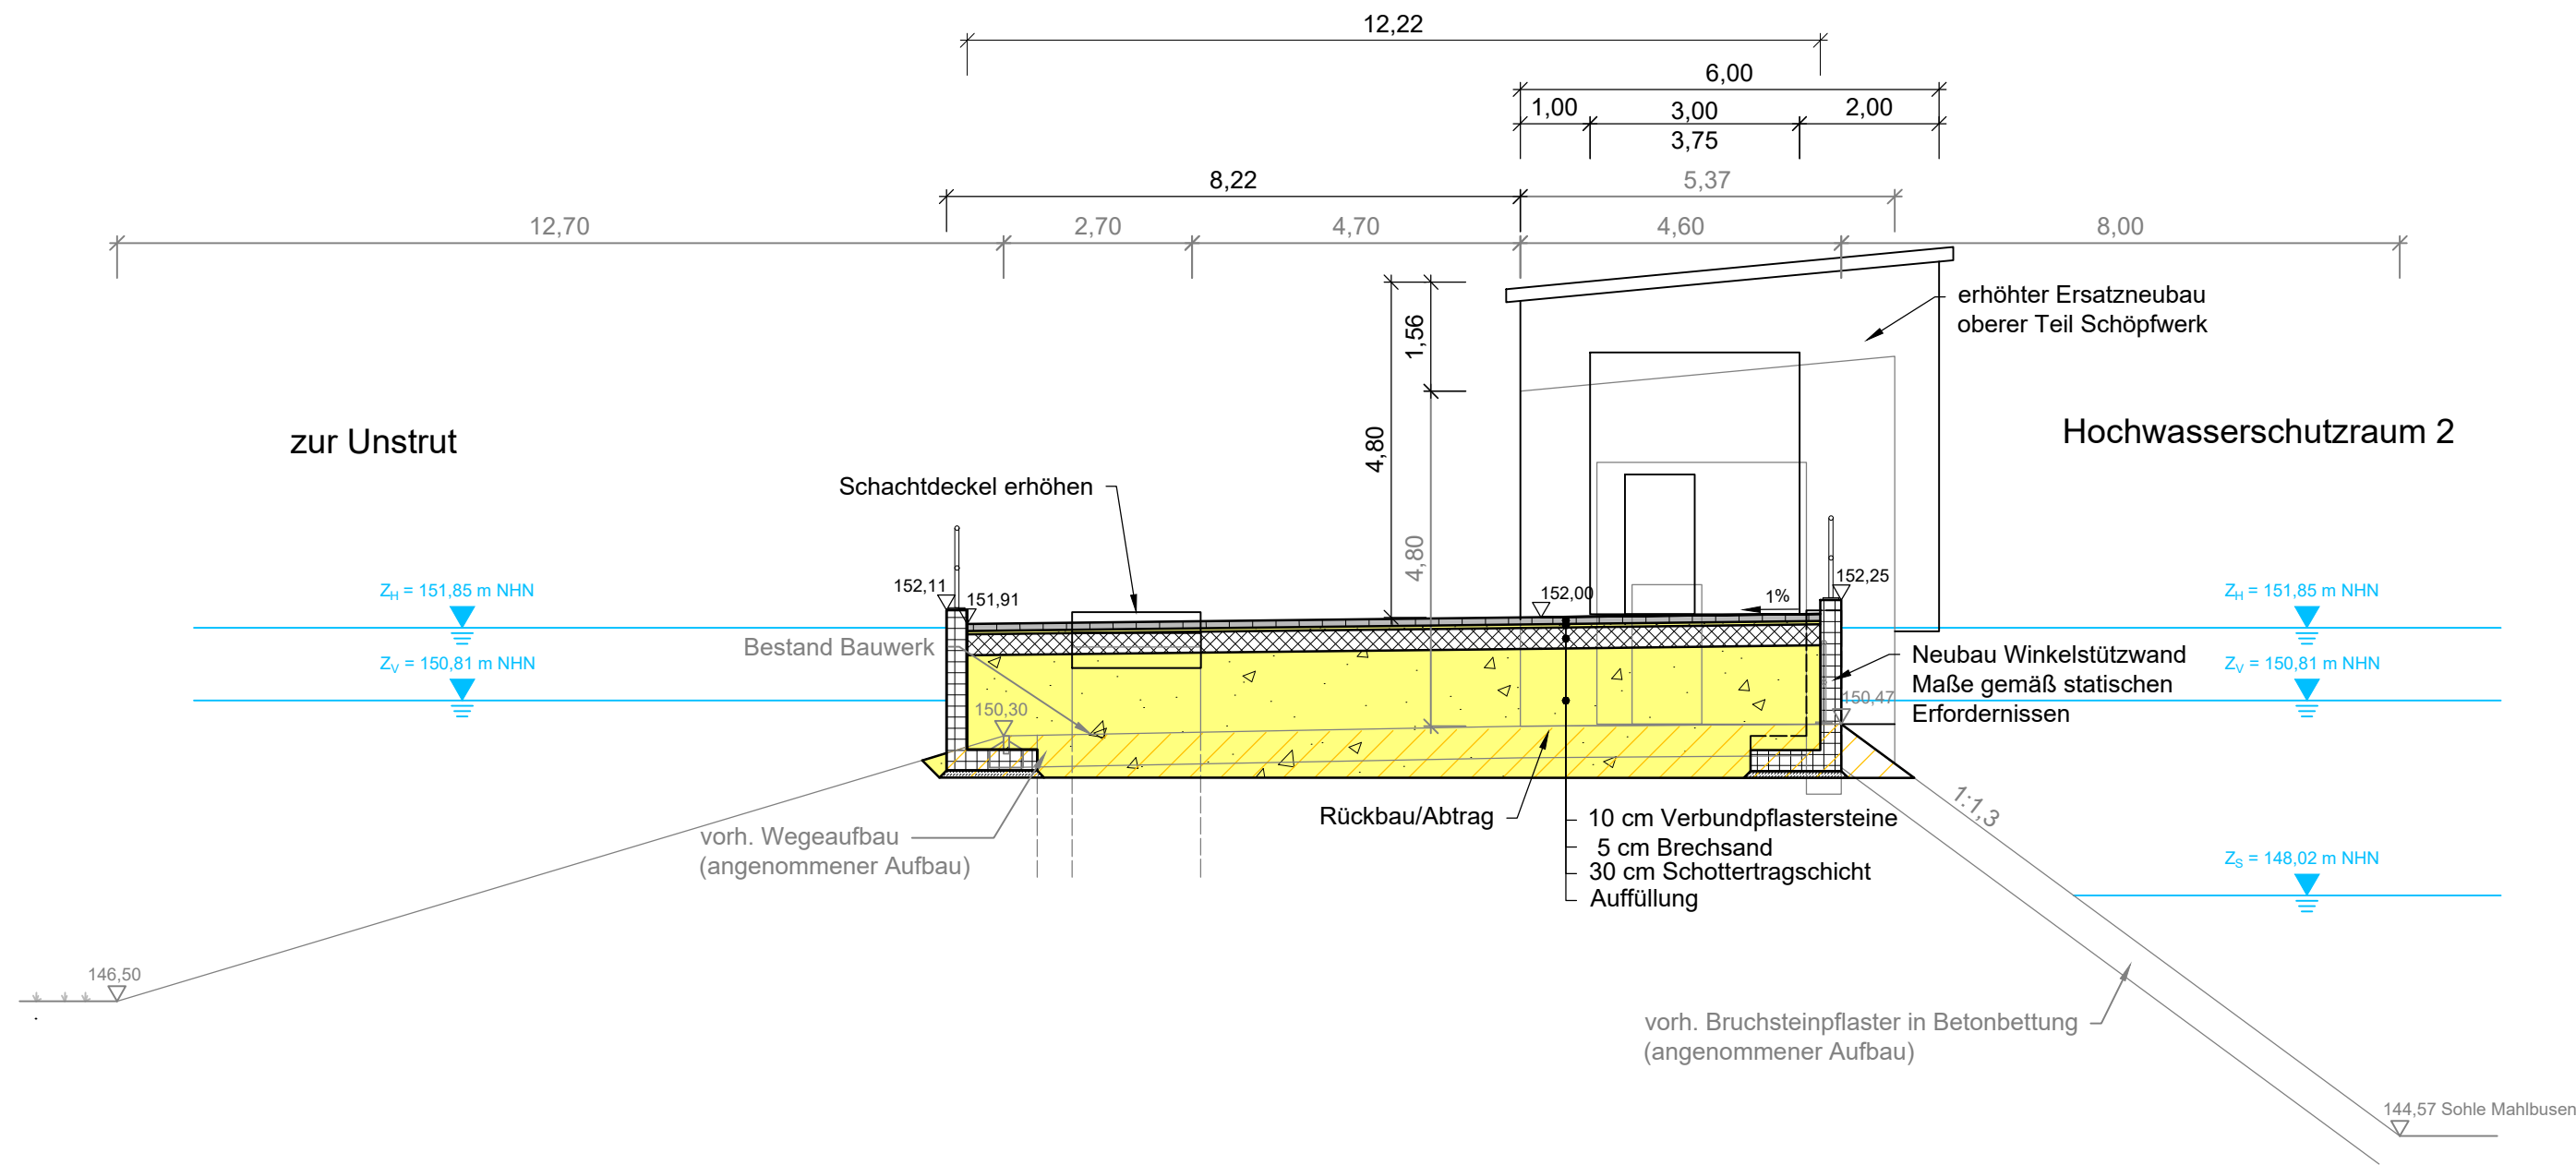 12,22
6,00
1,00
3,00
2,00
3,75
8,22
5,37
12,70
2,70
4,70
4,60
8,00
erhöhter Ersatzneubau
oberer Teil Schöpfwerk
1,56
4,80
4,80
zur Unstrut
Hochwasserschutzraum 2
Schachtdeckel erhöhen
ZH = 151,85 m NHN
152,11
151,91
152,00
1%
152,25
ZH = 151,85 m NHN
Bestand Bauwerk
ZV = 150,81 m NHN
Neubau Winkelstützwand
Maße gemäß statischen
Erfordernissen
ZV = 150,81 m NHN
150,30
150,47
Rückbau/Abtrag
10 cm Verbundpflastersteine
5 cm Brechsand
30 cm Schottertragschicht
Auffüllung
vorh. Wegeaufbau
(angenommener Aufbau)
1:1,3
ZS = 148,02 m NHN
146,50
vorh. Bruchsteinpflaster in Betonbettung
(angenommener Aufbau)
144,57 Sohle Mahlbusen